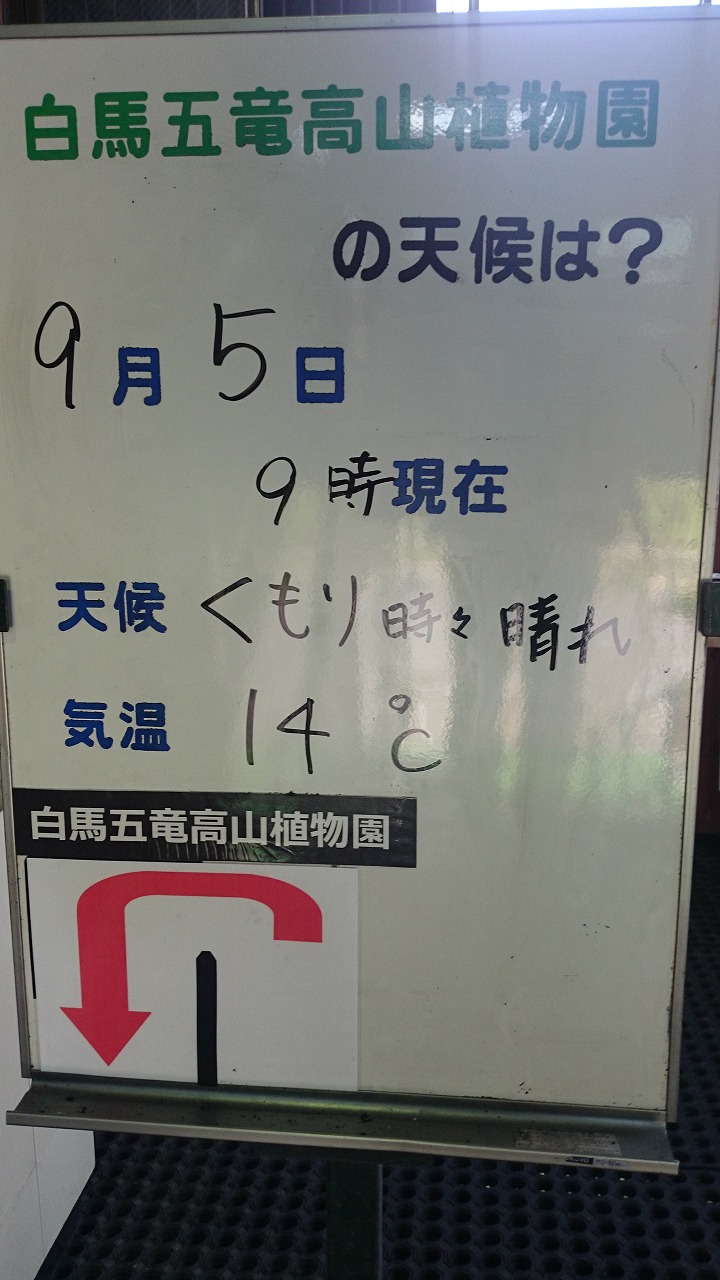 白馬五竜高山植物園
の天候は?
9月5日
9時現在
天候 くもり時々晴れ
気温 14℃
白馬五竜高山植物園